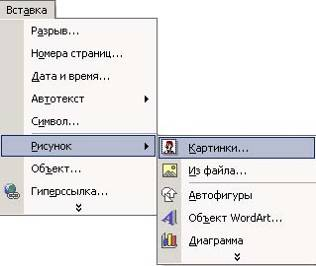 Вставка
Разрыв...
Номера страниц...
Дата и время...
Автотекст
Символ...
Рисунок
Объект...
Гиперссылка...
Картинки...
Из файла...
Автофигуры
Объект WordArt...
Диаграмма